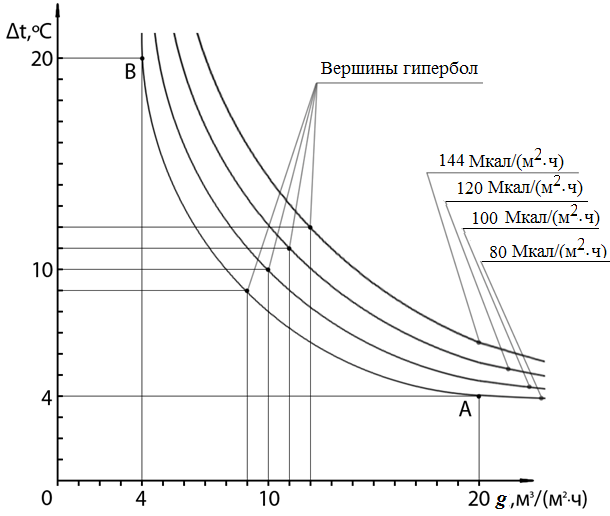 Δt,ºC
20
B
Вершины гипербол
144 Мкал/(м²·ч)
120 Мкал/(м²·ч)
100 Мкал/(м²·ч)
80 Мкал/(м²·ч)
10
4
A
0
4
10
20
g,м³/(м²·ч)